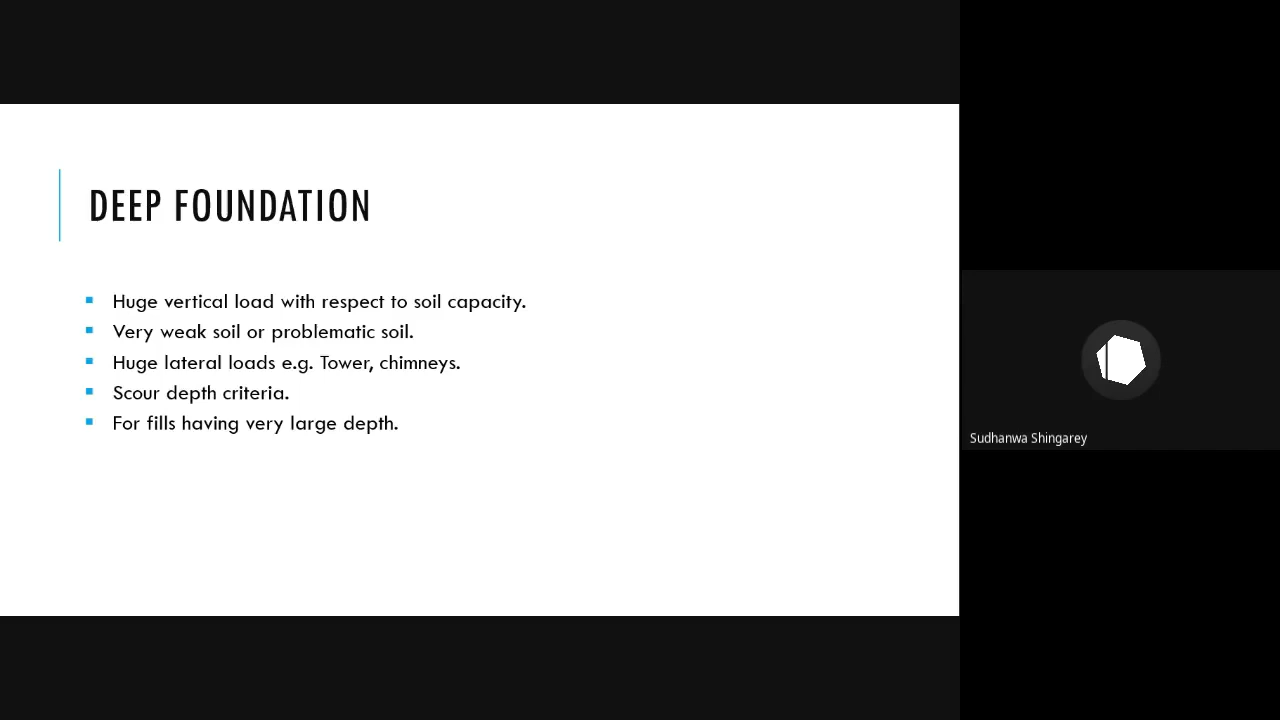 DEEP FOUNDATION
Huge vertical load with respect to soil capacity.
Very weak soil or problematic soil.
Huge lateral loads e.g. Tower, chimneys.
Scour depth criteria.
For fills having very large depth.
Sudhanwa Shingarey